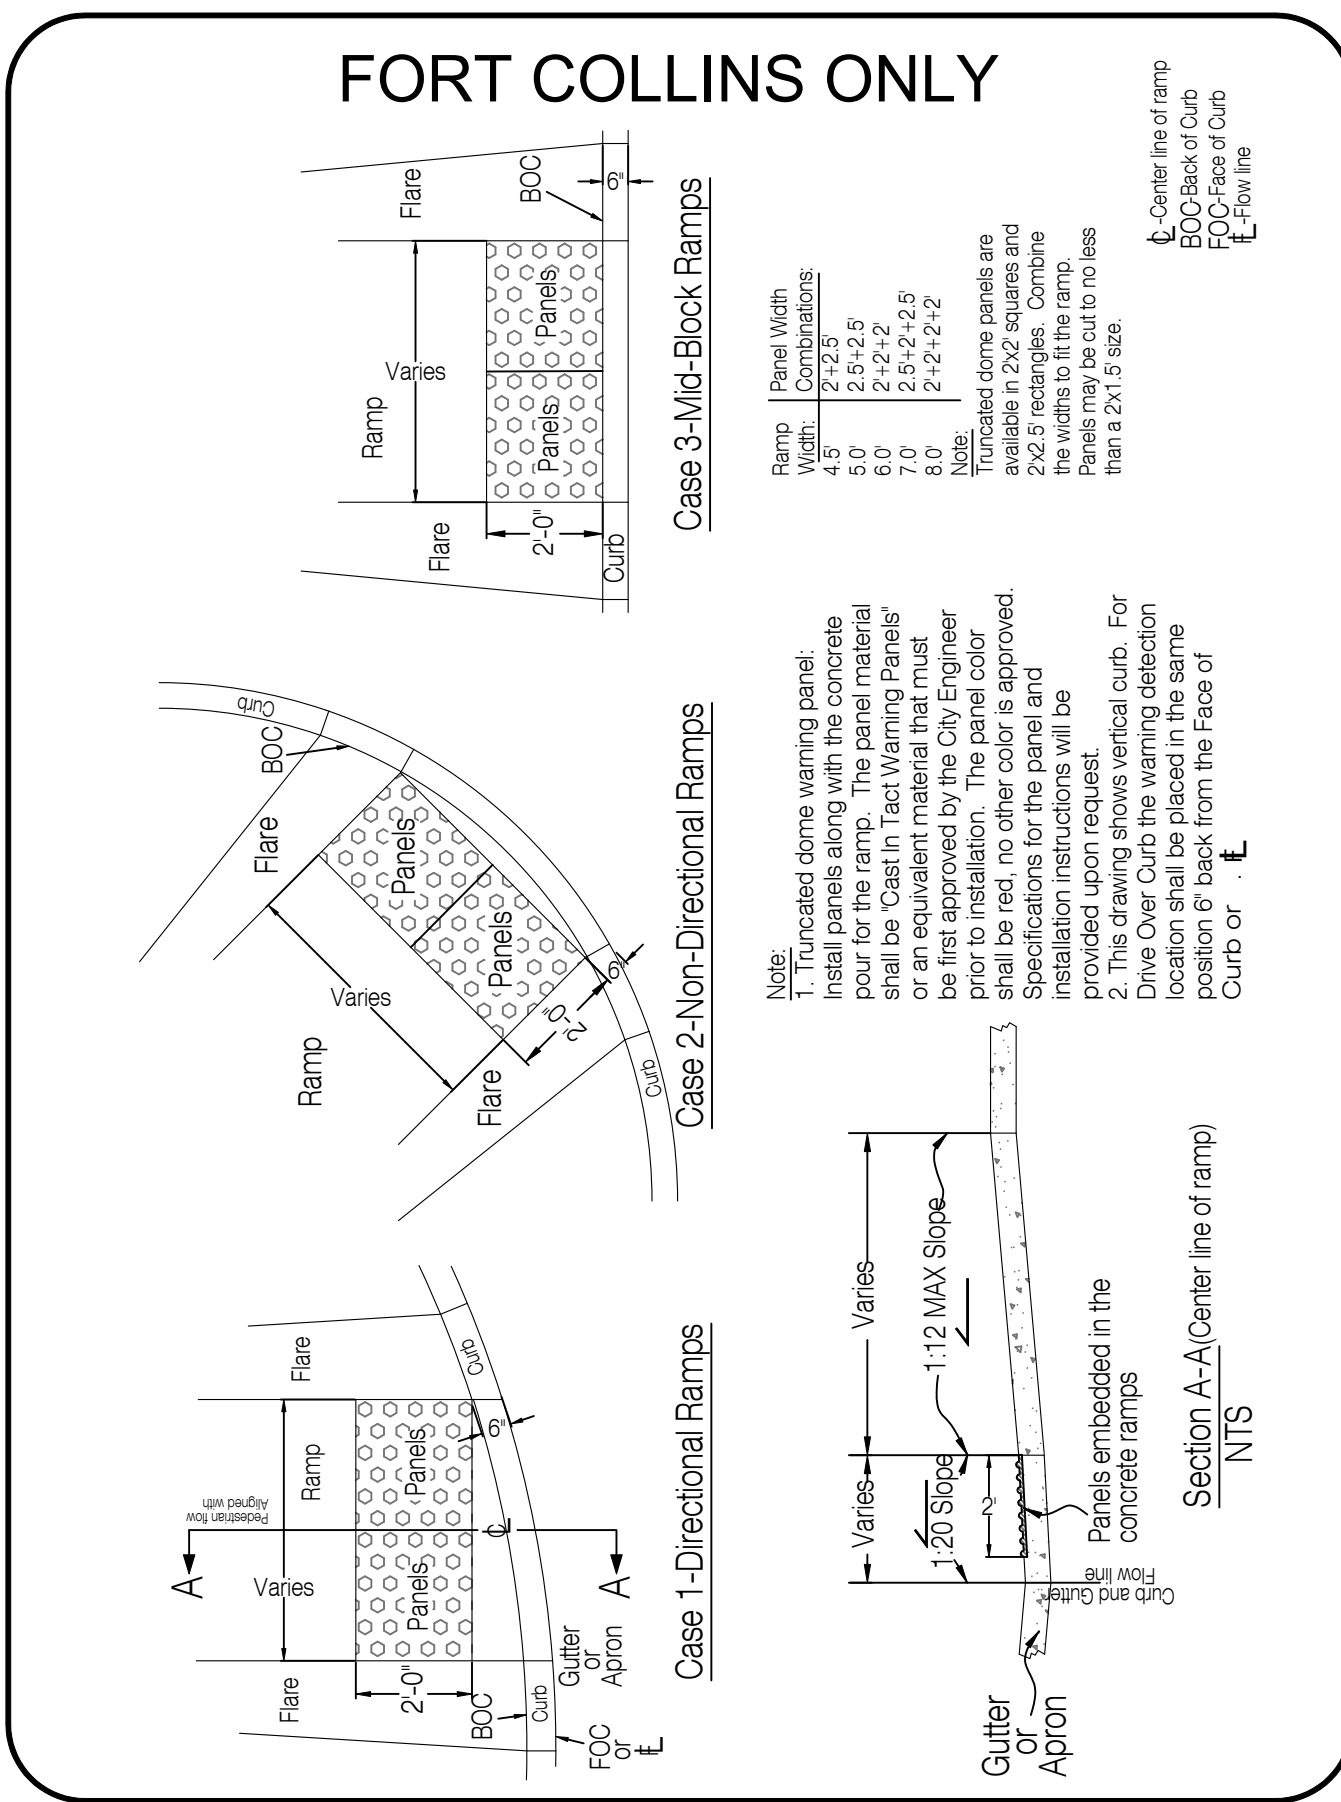 FORT COLLINS ONLY
Flare
Varies
Flare
Ramp
Pedestrian flow
Aligned with
A
A
Panels
Panels
2'-0"
6"
℄
BOC
Curb
Curb
FOC
or
FL
Gutter
or
Apron
Case 1-Directional Ramps
Ramp
Varies
Flare
Flare
Panels
Panels
2'-0"
6"
BOC
Curb
Curb
Case 2-Non-Directional Ramps
Flare
Ramp
Varies
Flare
Panels
Panels
2'-0"
6"
BOC
Curb
Case 3-Mid-Block Ramps
Gutter
or
Apron
Varies
Varies
1:20 Slope
1:12 MAX Slope
2'
Curb and Gutter
Flow line
Panels embedded in the
concrete ramps
Section A-A(Center line of ramp)
NTS
Note:
1. Truncated dome warning panel:
Install panels along with the concrete
pour for the ramp. The panel material
shall be "Cast In Tact Warning Panels"
or an equivalent material that must
be first approved by the City Engineer
prior to installation. The panel color
shall be red, no other color is approved.
Specifications for the panel and
installation instructions will be
provided upon request.
2. This drawing shows vertical curb. For
Drive Over Curb the warning detection
location shall be placed in the same
position 6" back from the Face of
Curb or . FL
Ramp Panel Width
Width: Combinations:
4.5' 2'+2.5'
5.0' 2.5'+2.5'
6.0' 2'+2'+2'
7.0' 2.5'+2'+2.5'
8.0' 2'+2'+2'+2'
Note:
Truncated dome panels are
available in 2'x2' squares and
2'x2.5' rectangles. Combine
the widths to fit the ramp.
Panels may be cut to no less
than a 2'x1.5' size.
℄-Center line of ramp
BOC-Back of Curb
FOC-Face of Curb
FL-Flow line